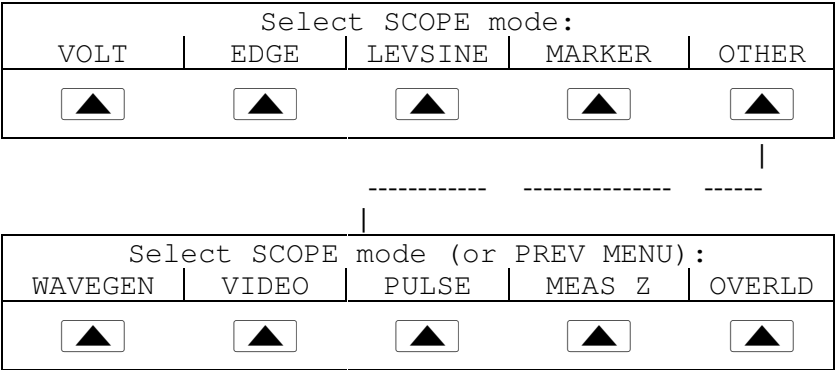 Select SCOPE mode:
VOLT EDGE LEVSINE MARKER OTHER
Select SCOPE mode (or PREV MENU):
WAVEGEN VIDEO PULSE MEAS Z OVERLD